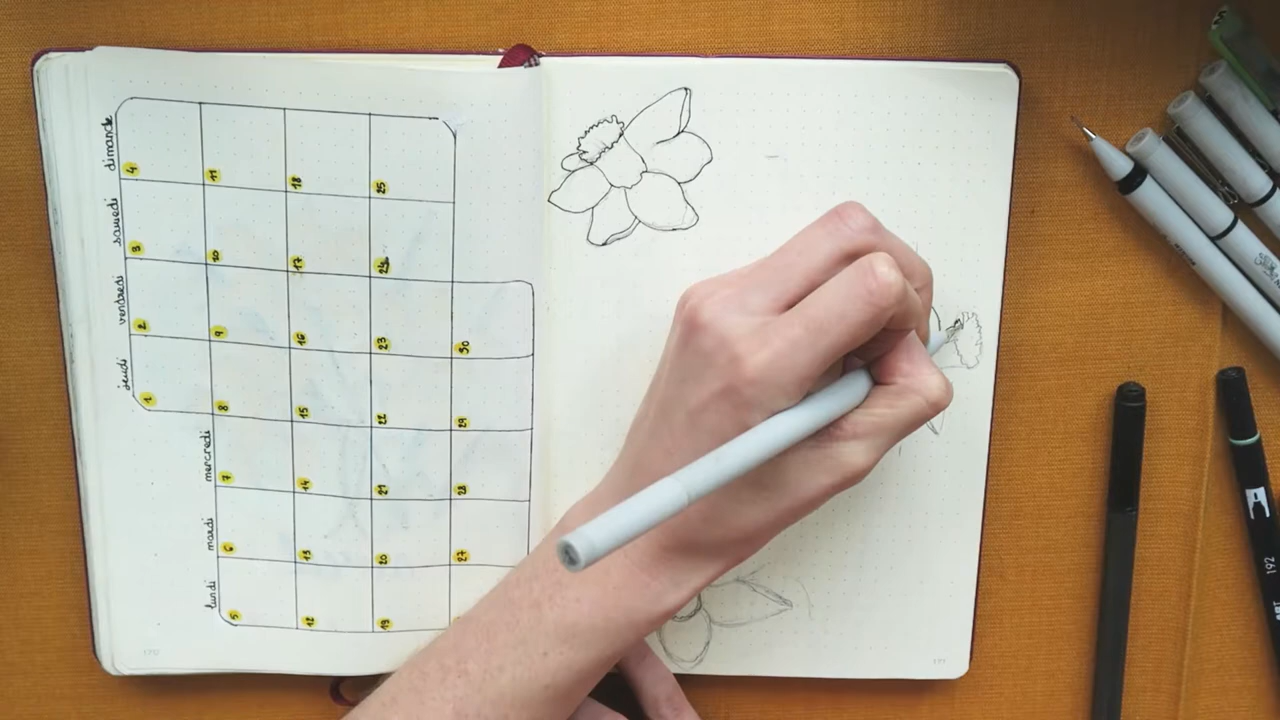 jeudi vendredi samedi dimanche
1 2 3 4
lundi mardi mercredi
5 6 7 8 9 10 11
12 13 14 15 16 17 18
19 20 21 22 23 24 25
27 28 29 30
192